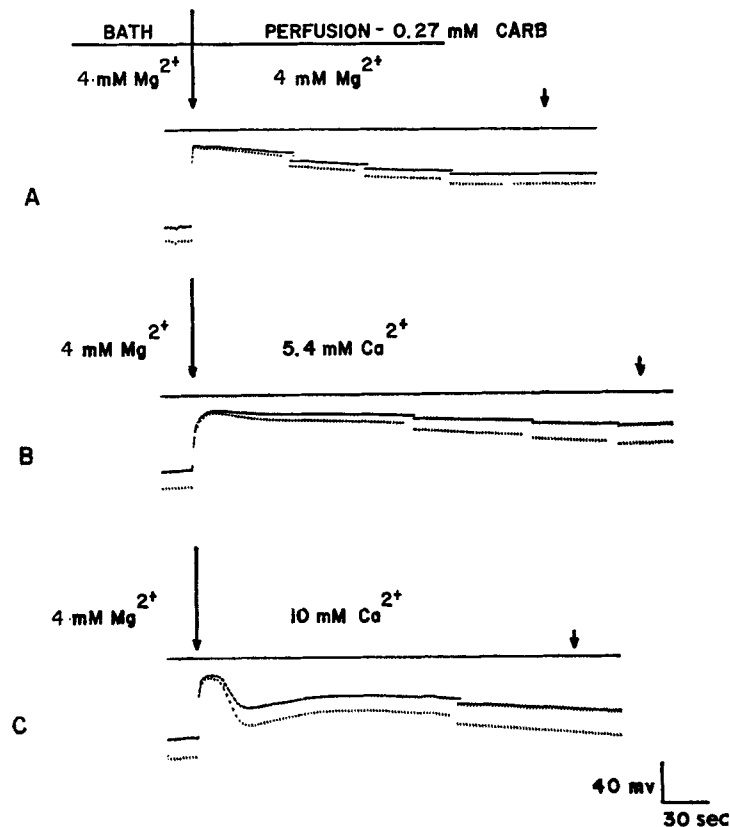 BATH PERFUSION - 0.27 mM CARB
4·mM Mg2+ 4 mM Mg2+
A
4 mM Mg2+ 5.4 mM Ca2+
B
4·mM Mg2+ 10 mM Ca2+
C
40 mv
30 sec